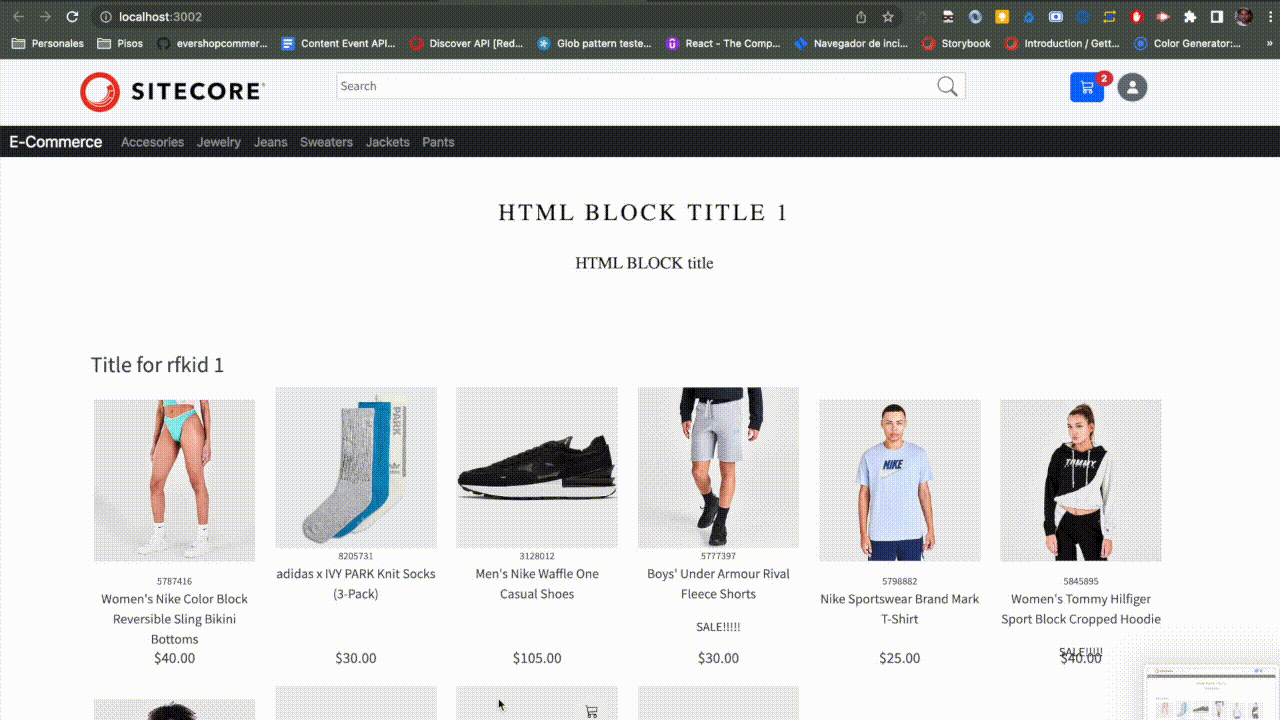 localhost:3002
Personales Pisos evershopcommer... Content Event API... Discover API [Red... Glob pattern teste... React - The Comp... Navegador de inci... Storybook Introduction / Gett... Color Generator:... »
SITECORE
Search
2
E-Commerce Accesories Jewelry Jeans Sweaters Jackets Pants
HTML BLOCK TITLE 1
HTML BLOCK title
Title for rfkid 1
PARK
NIKE
TOMMY
5787416
Women's Nike Color Block
Reversible Sling Bikini
Bottoms
$40.00
8205731
adidas x IVY PARK Knit Socks
(3-Pack)
$30.00
3128012
Men's Nike Waffle One
Casual Shoes
$105.00
5777397
Boys' Under Armour Rival
Fleece Shorts
SALE!!!!!
$30.00
5798882
Nike Sportswear Brand Mark
T-Shirt
$25.00
5845895
Women's Tommy Hilfiger
Sport Block Cropped Hoodie
SALE!!!!!
$40.00